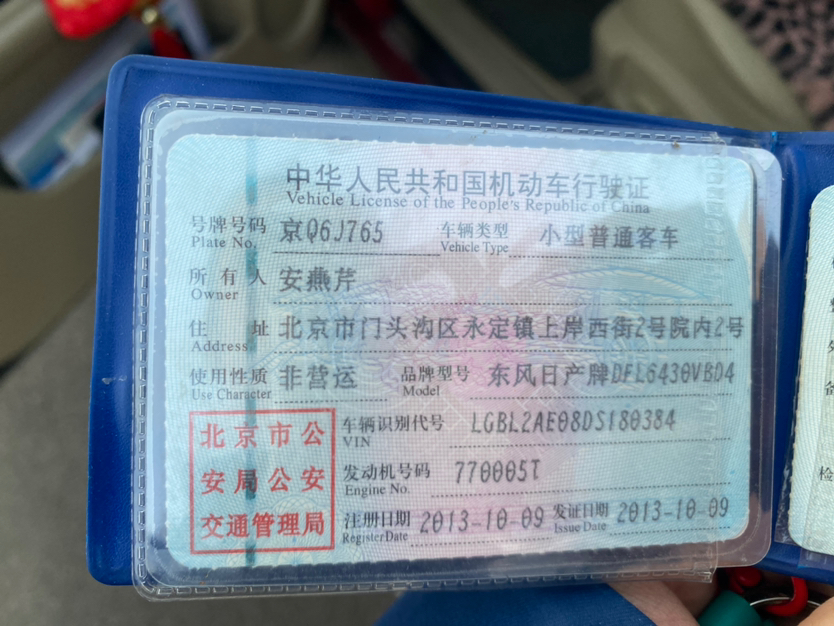 中华人民共和国机动车行驶证
Vehicle License of the People's Republic of China
号牌号码 京Q6J765 车辆类型 小型普通客车
Plate No. Vehicle Type
所有人 安燕芹
Owner
住址 北京市门头沟区永定镇上岸西街2号院内2号
Address
使用性质 非营运 品牌型号 东风日产牌DFL6430VBD4
Use Character Model
北京市公
安局公安
交通管理局
车辆识别代号 LGBL2AE08DS180384
VIN
发动机号码 770005T
Engine No.
注册日期 2013-10-09 发证日期 2013-10-09
Register Date Issue Date